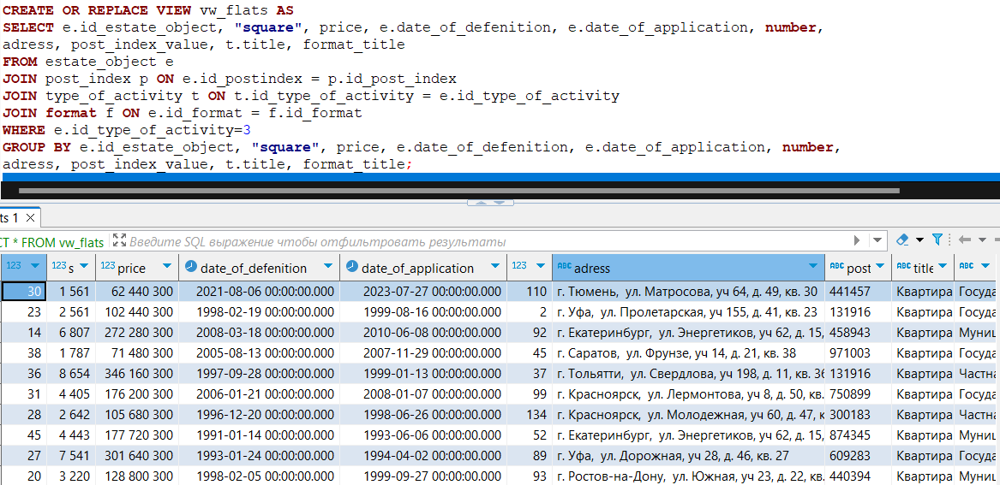 CREATE OR REPLACE VIEW vw_flats AS
SELECT e.id_estate_object, "square", price, e.date_of_defenition, e.date_of_application, number,
adress, post_index_value, t.title, format_title
FROM estate_object e
JOIN post_index p ON e.id_postindex = p.id_post_index
JOIN type_of_activity t ON t.id_type_of_activity = e.id_type_of_activity
JOIN format f ON e.id_format = f.id_format
WHERE e.id_type_of_activity=3
GROUP BY e.id_estate_object, "square", price, e.date_of_defenition, e.date_of_application, number,
adress, post_index_value, t.title, format_title;
ts 1
CT * FROM vw_flats Введите SQL выражение чтобы отфильтровать результаты
123 123 s 123 price date_of_defenition date_of_application 123 ABC adress ABC post ABC title ABC
30 1 561 62 440 300 2021-08-06 00:00:00.000 2023-07-27 00:00:00.000 110 г. Тюмень, ул. Матросова, уч 64, д. 49, кв. 30 441457 Квартира Госуда
23 2 561 102 440 300 1998-02-19 00:00:00.000 1999-08-16 00:00:00.000 2 г. Уфа, ул. Пролетарская, уч 155, д. 41, кв. 23 131916 Квартира Госуда
14 6 807 272 280 300 2008-03-18 00:00:00.000 2010-06-08 00:00:00.000 92 г. Екатеринбург, ул. Энергетиков, уч 62, д. 15, 458943 Квартира Муниц
38 1 787 71 480 300 2005-08-13 00:00:00.000 2007-11-29 00:00:00.000 45 г. Саратов, ул. Фрунзе, уч 14, д. 21, кв. 38 971003 Квартира Госуда
36 8 654 346 160 300 1997-09-28 00:00:00.000 1999-01-13 00:00:00.000 37 г. Тольятти, ул. Свердлова, уч 198, д. 11, кв. 36 131916 Квартира Частна
31 4 405 176 200 300 2006-01-21 00:00:00.000 2008-01-07 00:00:00.000 99 г. Красноярск, ул. Лермонтова, уч 8, д. 50, кв. 750899 Квартира Госуда
28 2 642 105 680 300 1996-12-20 00:00:00.000 1998-06-26 00:00:00.000 134 г. Красноярск, ул. Молодежная, уч 60, д. 47, к 300183 Квартира Частна
45 4 443 177 720 300 1991-01-14 00:00:00.000 1993-06-06 00:00:00.000 52 г. Екатеринбург, ул. Энергетиков, уч 62, д. 15, 874345 Квартира Муниц
27 7 541 301 640 300 1993-01-24 00:00:00.000 1994-04-02 00:00:00.000 89 г. Уфа, ул. Дорожная, уч 28, д. 46, кв. 27 609283 Квартира Госуда
20 3 220 128 800 300 1998-02-05 00:00:00.000 1999-09-27 00:00:00.000 93 г. Ростов-на-Дону, ул. Южная, уч 23, д. 22, кв. 440394 Квартира Муниц